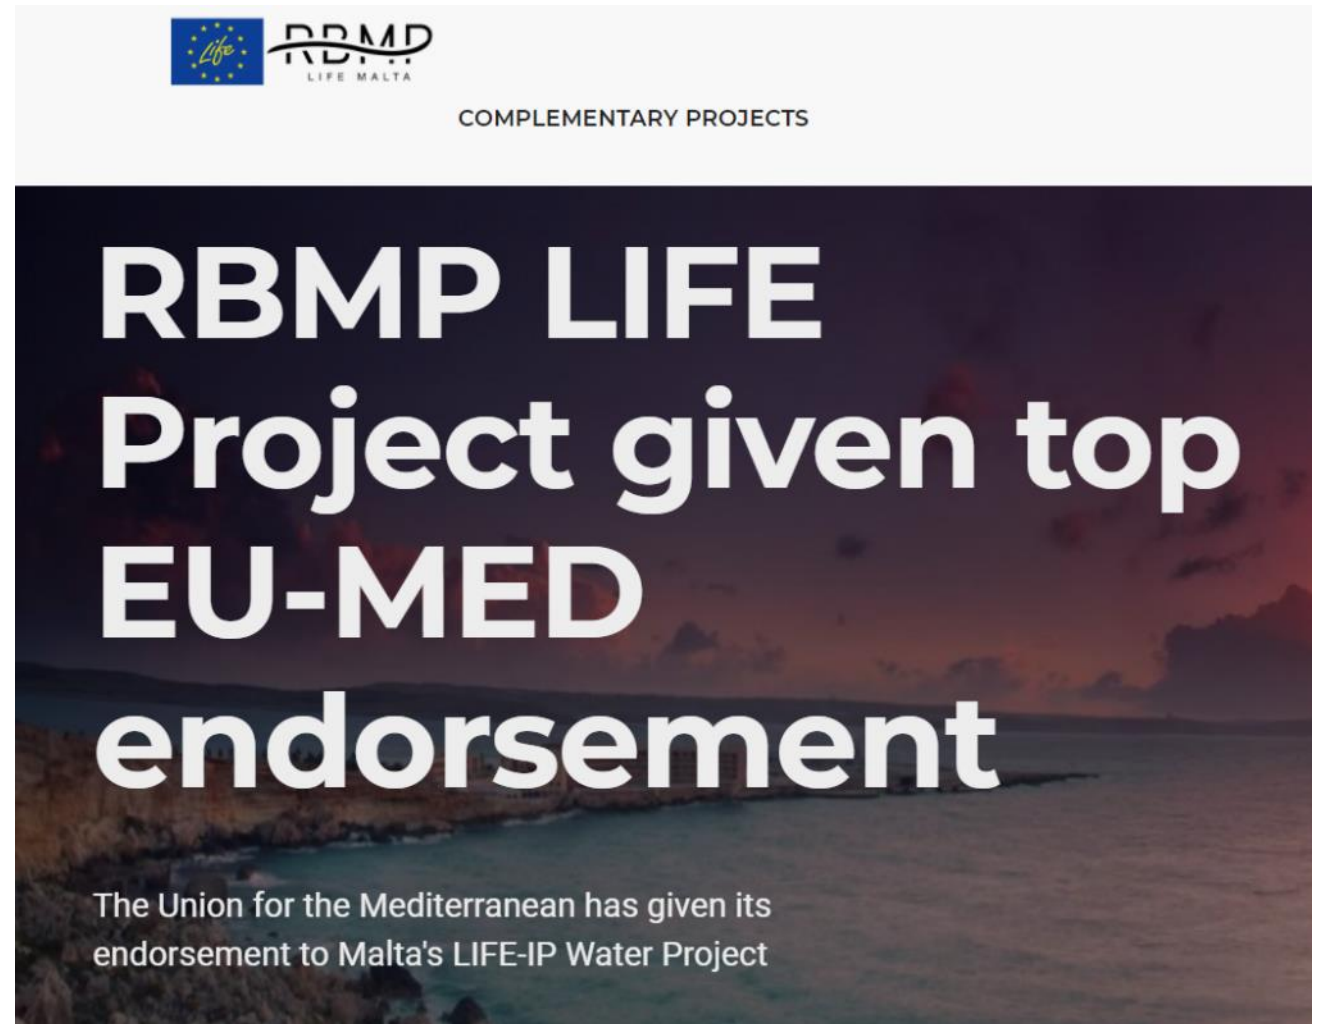 Life
RBMP
LIFE MALTA
COMPLEMENTARY PROJECTS
RBMP LIFE
Project given top
EU-MED
endorsement
The Union for the Mediterranean has given its
endorsement to Malta's LIFE-IP Water Project